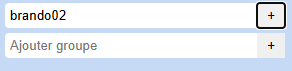 brando02 +
Ajouter groupe +